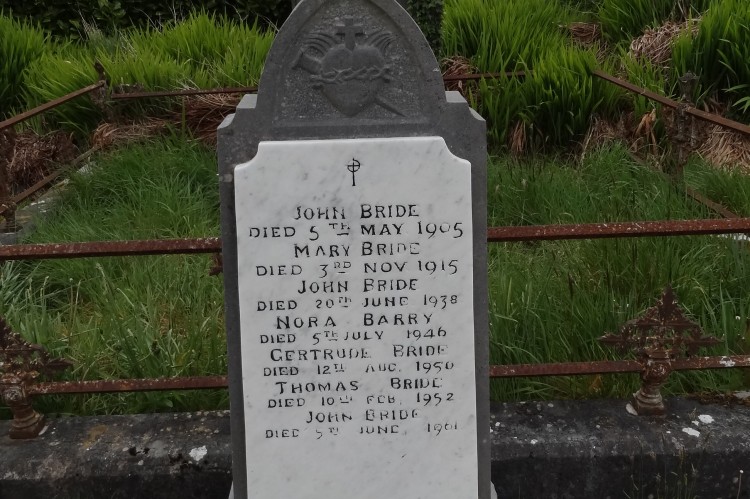 JOHN BRIDE
DIED 5TH MAY 1905
MARY BRIDE
DIED 3RD NOV 1915
JOHN BRIDE
DIED 20TH JUNE 1938
NORA BARRY
DIED 5TH JULY 1946
GERTRUDE BRIDE
DIED 12TH AUG. 1950
THOMAS BRIDE
DIED 10TH FEB. 1952
JOHN BRIDE
DIED 5TH JUNE. 1961